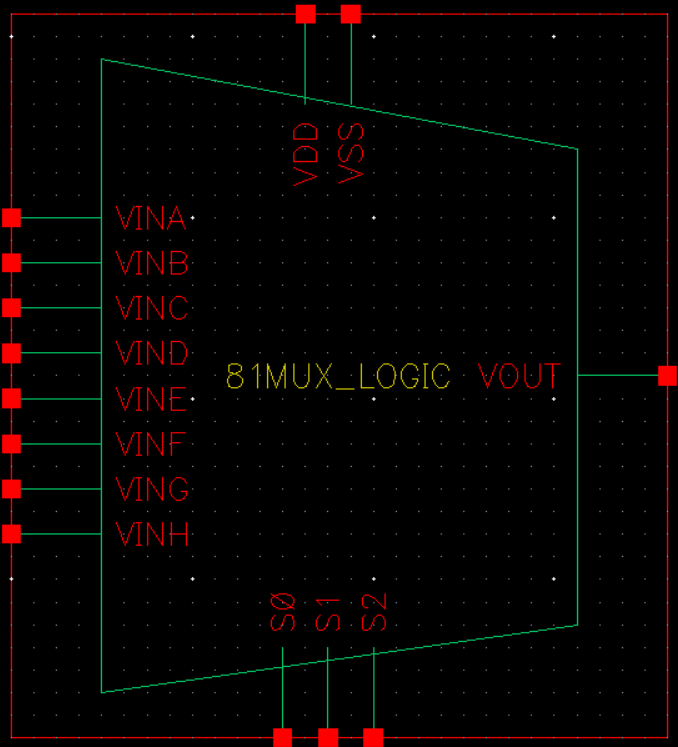 VDD
VSS
VINA
VINB
VINC
VIND
81MUX_LOGIC VOUT
VINE
VINF
VING
VINH
S0
S1
S2